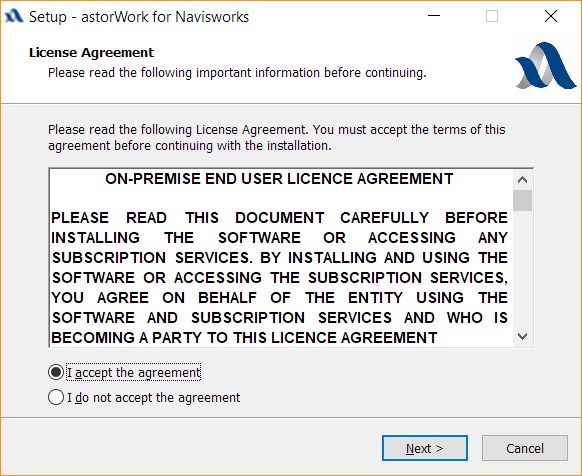 Setup - astorWork for Navisworks
License Agreement
Please read the following important information before continuing.
Please read the following License Agreement. You must accept the terms of this
agreement before continuing with the installation.
ON-PREMISE END USER LICENCE AGREEMENT
PLEASE READ THIS DOCUMENT CAREFULLY BEFORE
INSTALLING THE SOFTWARE OR ACCESSING ANY
SUBSCRIPTION SERVICES. BY INSTALLING AND USING THE
SOFTWARE OR ACCESSING THE SUBSCRIPTION SERVICES,
YOU AGREE ON BEHALF OF THE ENTITY USING THE
SOFTWARE AND SUBSCRIPTION SERVICES AND WHO IS
BECOMING A PARTY TO THIS LICENCE AGREEMENT
I accept the agreement
I do not accept the agreement
Next >
Cancel